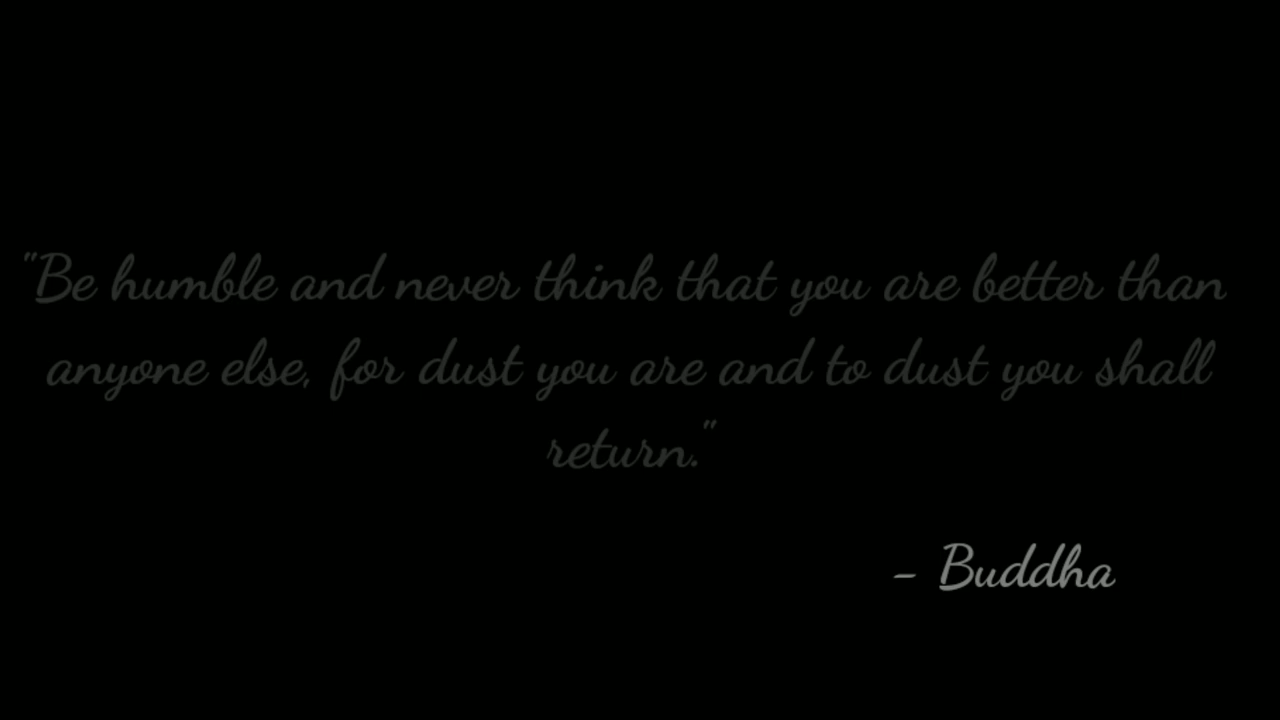 "Be humble and never think that you are better than
anyone else, for dust you are and to dust you shall
return."
- Buddha